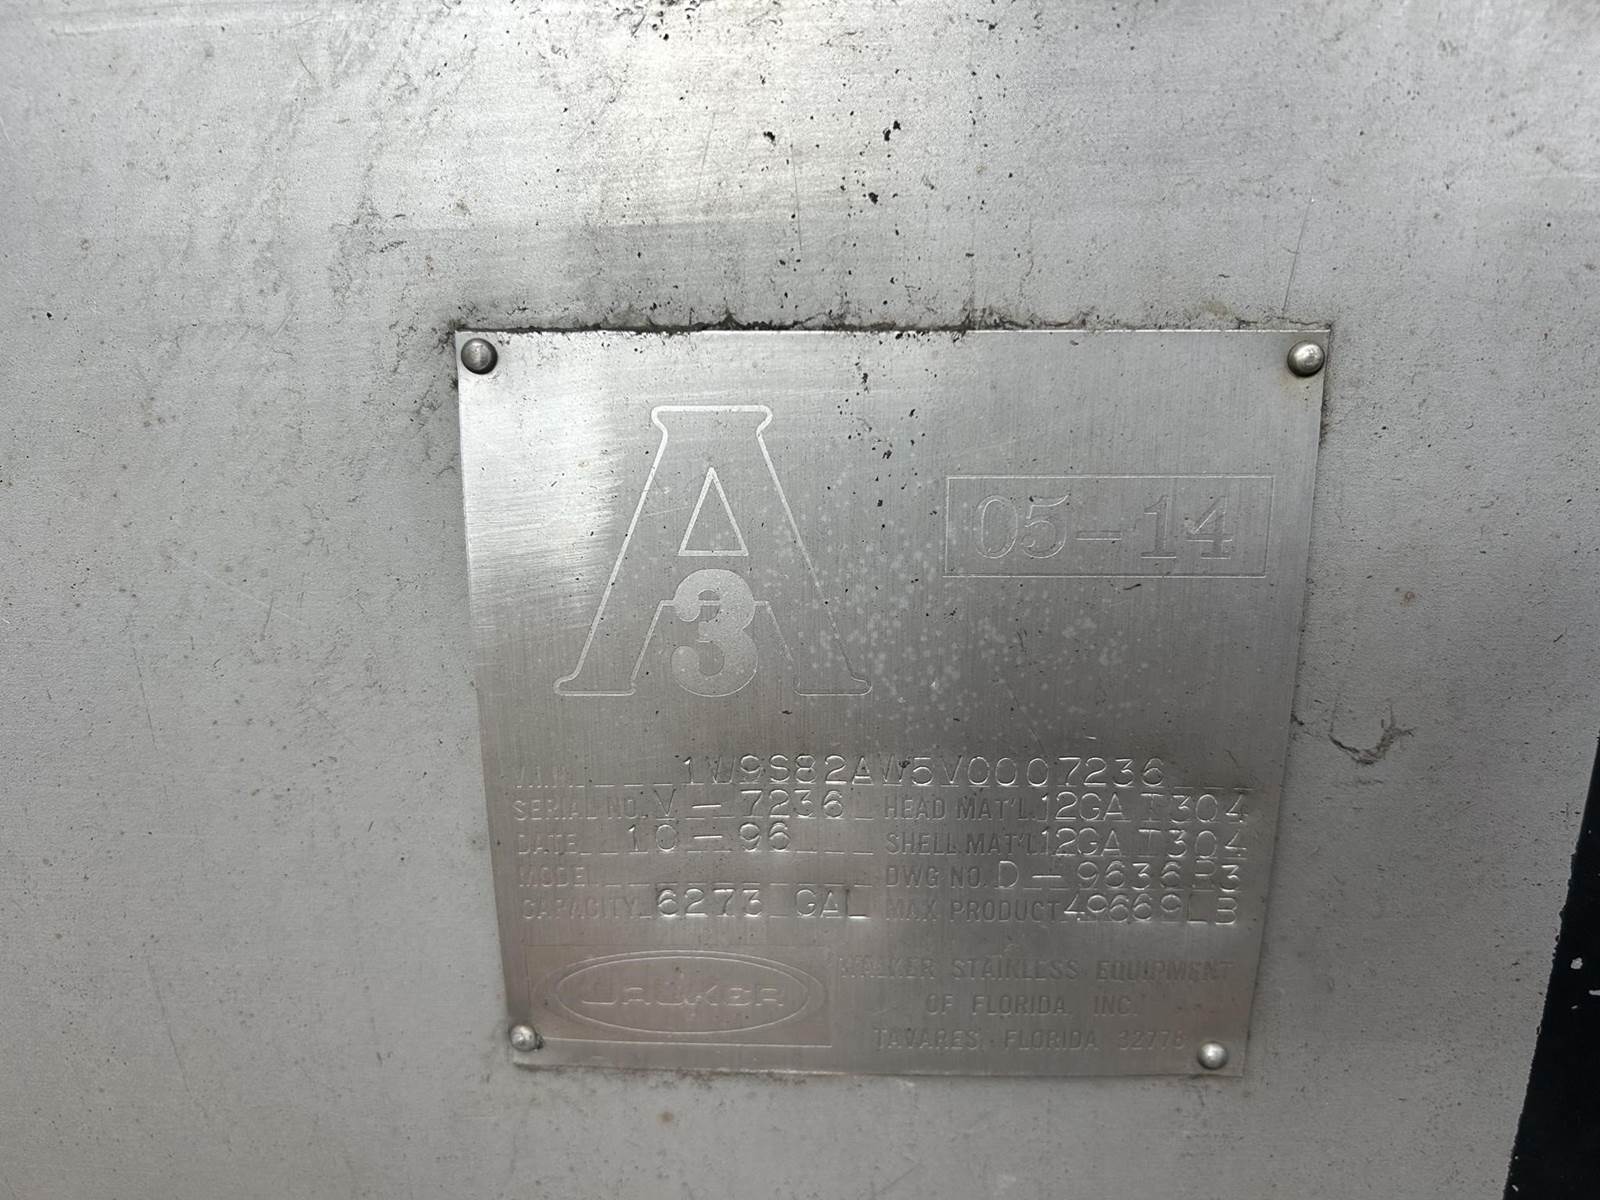 A
3
05-14
V.I.N. 1W9S82AW5V0007236
SERIAL NO. V-7236 HEAD MAT'L 12GA T304
DATE 10-96 SHELL MAT'L 12GA T304
MODEL DWG NO. D-9636R3
CAPACITY 6273 GAL MAX PRODUCT 49669LB
WALKER
WALKER STAINLESS EQUIPMENT
OF FLORIDA INC.
TAVARES, FLORIDA 32778